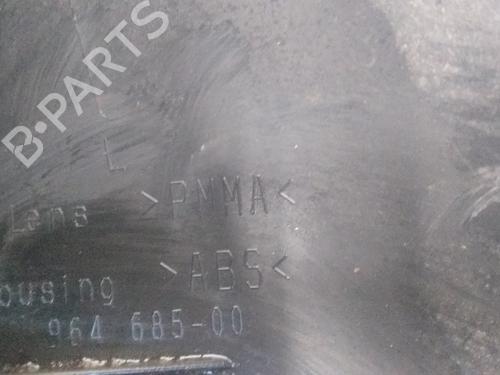 B-PARTS
L
Lens >PMMA<
ousing >ABS<
964 685-00